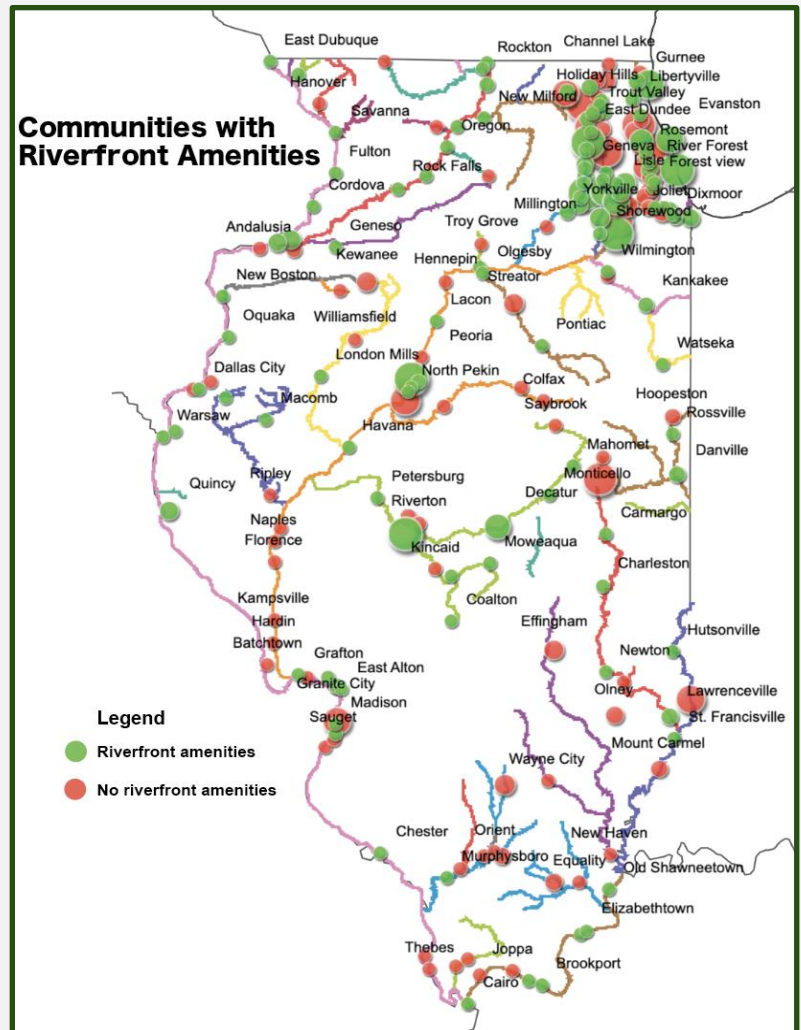 East Dubuque
Rockton
Channel Lake
Gurnee
Hanover
Holiday Hills
Libertyville
Savanna
New Milford
Trout Valley
East Dundee
Evanston
Communities with
Riverfront Amenities
Oregon
Rosemont
Fulton
Geneva
River Forest
Rock Falls
Lisle
Forest view
Cordova
Yorkville
Joliet
Dixmoor
Millington
Shorewood
Andalusia
Geneso
Troy Grove
Kewanee
Hennepin
Olgesby
Wilmington
New Boston
Streator
Kankakee
Lacon
Oquaka
Williamsfield
Pontiac
Peoria
Watseka
London Mills
Dallas City
North Pekin
Colfax
Hoopeston
Macomb
Saybrook
Rossville
Warsaw
Havana
Mahomet
Danville
Ripley
Petersburg
Monticello
Quincy
Riverton
Decatur
Naples
Carmargo
Florence
Kincaid
Moweaqua
Charleston
Kampsville
Coalton
Hardin
Effingham
Hutsonville
Batchtown
Grafton
Newton
East Alton
Granite City
Olney
Lawrenceville
Madison
Legend
Sauget
St. Francisville
Riverfront amenities
Mount Carmel
Wayne City
No riverfront amenities
Chester
Orient
New Haven
Murphysboro
Equality
Old Shawneetown
Elizabethtown
Thebes
Joppa
Brookport
Cairo